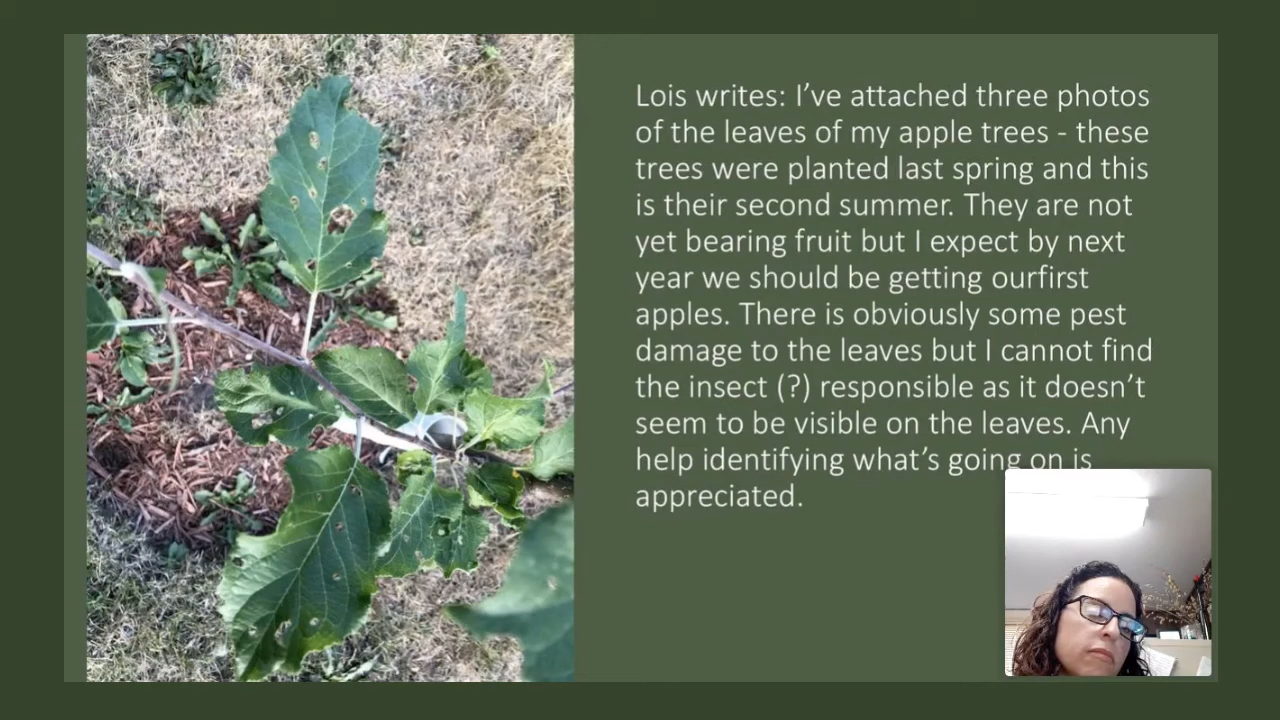 Lois writes: I’ve attached three photos
of the leaves of my apple trees - these
trees were planted last spring and this
is their second summer. They are not
yet bearing fruit but I expect by next
year we should be getting ourfirst
apples. There is obviously some pest
damage to the leaves but I cannot find
the insect (?) responsible as it doesn’t
seem to be visible on the leaves. Any
help identifying what’s going on is
appreciated.